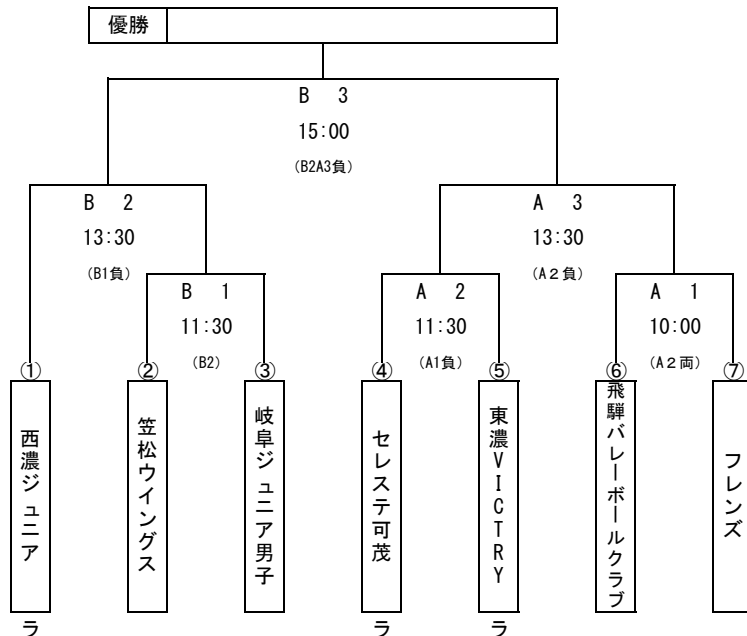 優勝
B 3
15:00
(B2A3負)
B 2
13:30
(B1負)
A 3
13:30
(A2負)
B 1
11:30
(B2)
A 2
11:30
(A1負)
A 1
10:00
(A2両)
① ② ③ ④ ⑤ ⑥ ⑦
西濃ジュニア
笠松ウイングス
岐阜ジュニア男子
セレステ可茂
東濃VICTRY
飛騨バレーボールクラブ
フレンズ
ラ ラ ラ